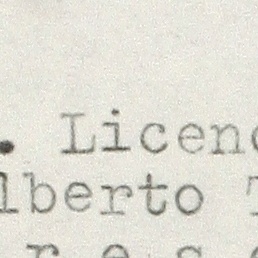 . Licenc
lberto T
r e s